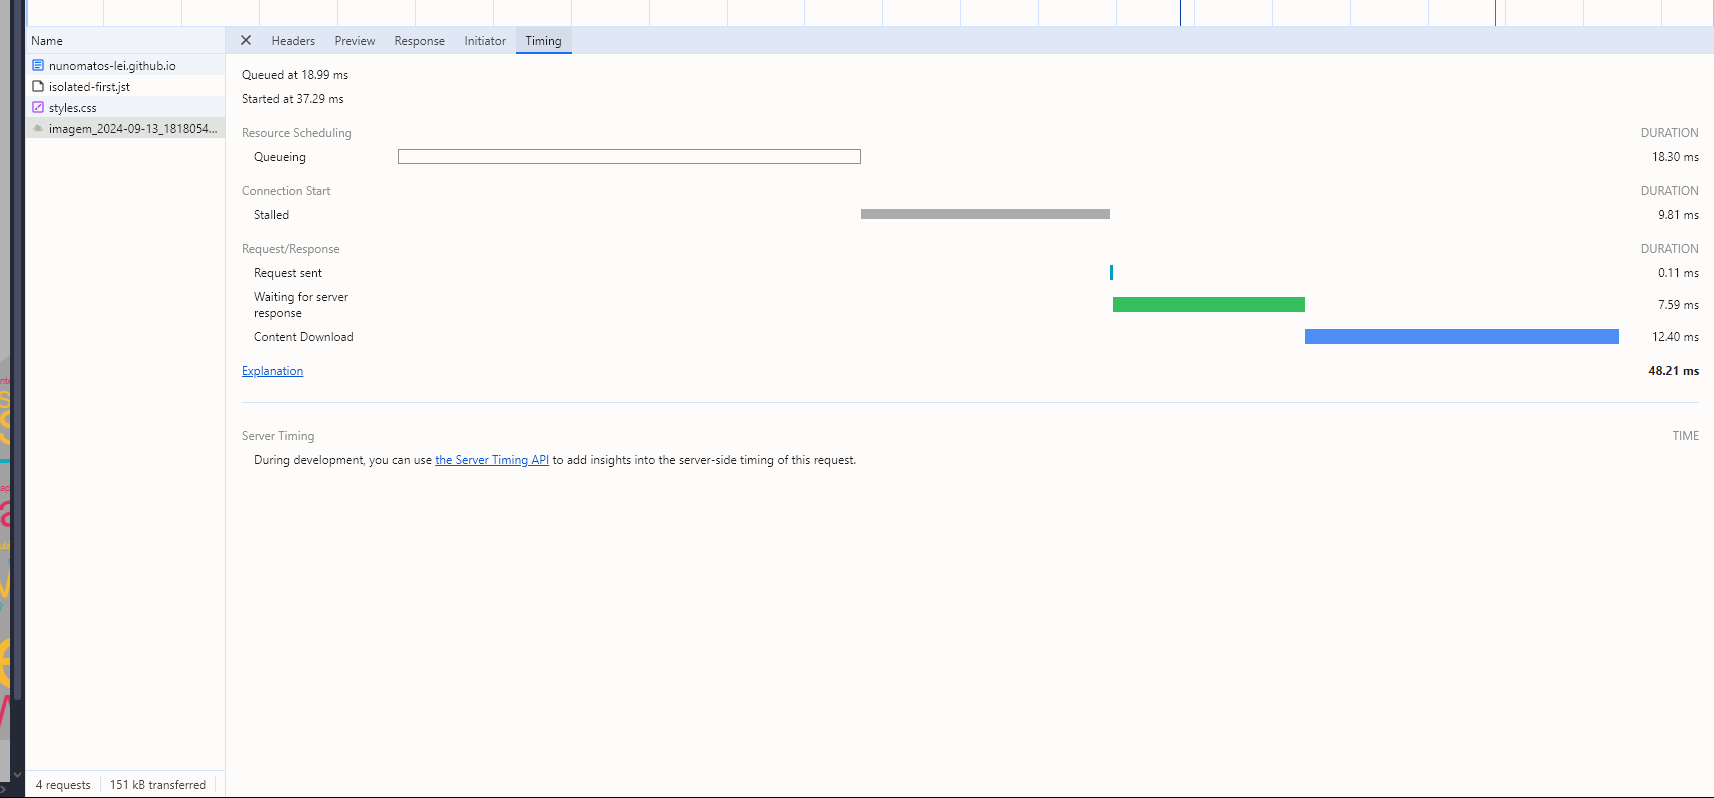 Name
nunomatos-lei.github.io
isolated-first.jst
styles.css
imagem_2024-09-13_1818054...
4 requests 151 kB transferred
Headers Preview Response Initiator Timing
Queued at 18.99 ms
Started at 37.29 ms
Resource Scheduling DURATION
Queueing 18.30 ms
Connection Start DURATION
Stalled 9.81 ms
Request/Response DURATION
Request sent 0.11 ms
Waiting for server
response 7.59 ms
Content Download 12.40 ms
Explanation 48.21 ms
Server Timing TIME
During development, you can use the Server Timing API to add insights into the server-side timing of this request.